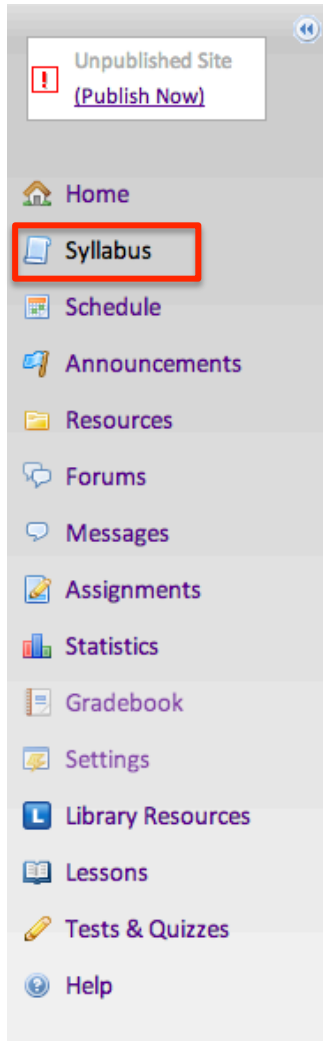 Unpublished Site
(Publish Now)
Home
Syllabus
Schedule
Announcements
Resources
Forums
Messages
Assignments
Statistics
Gradebook
Settings
L Library Resources
Lessons
Tests & Quizzes
Help